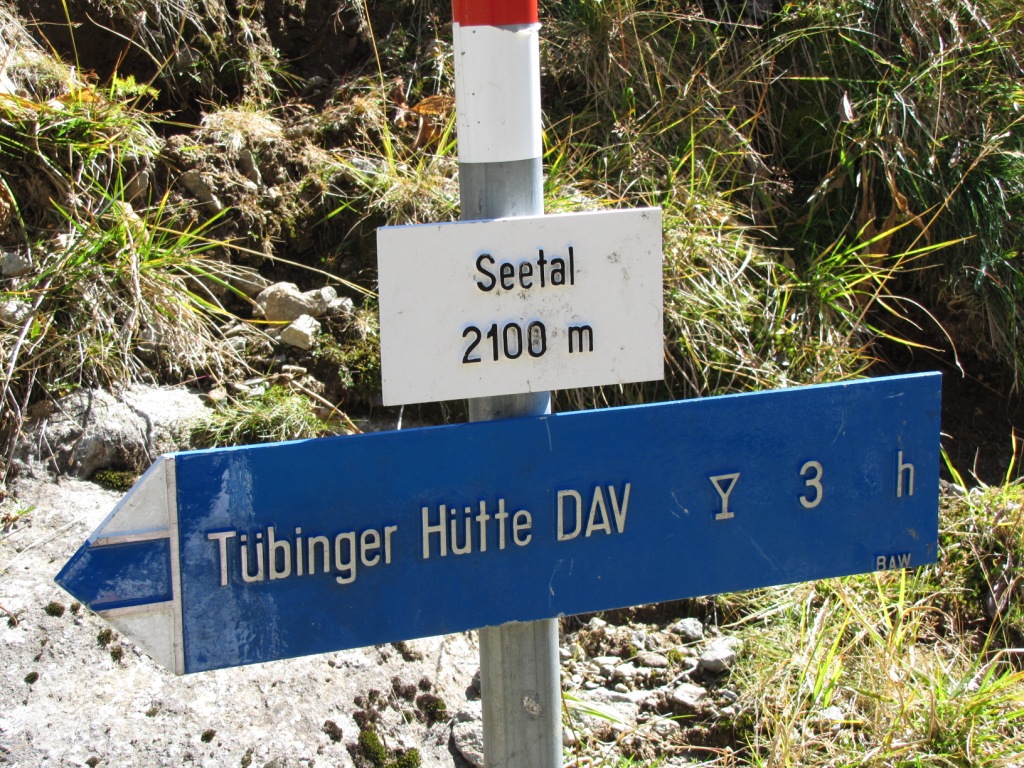 Seetal
2100 m
Tübinger Hütte DAV 3 h
BAW